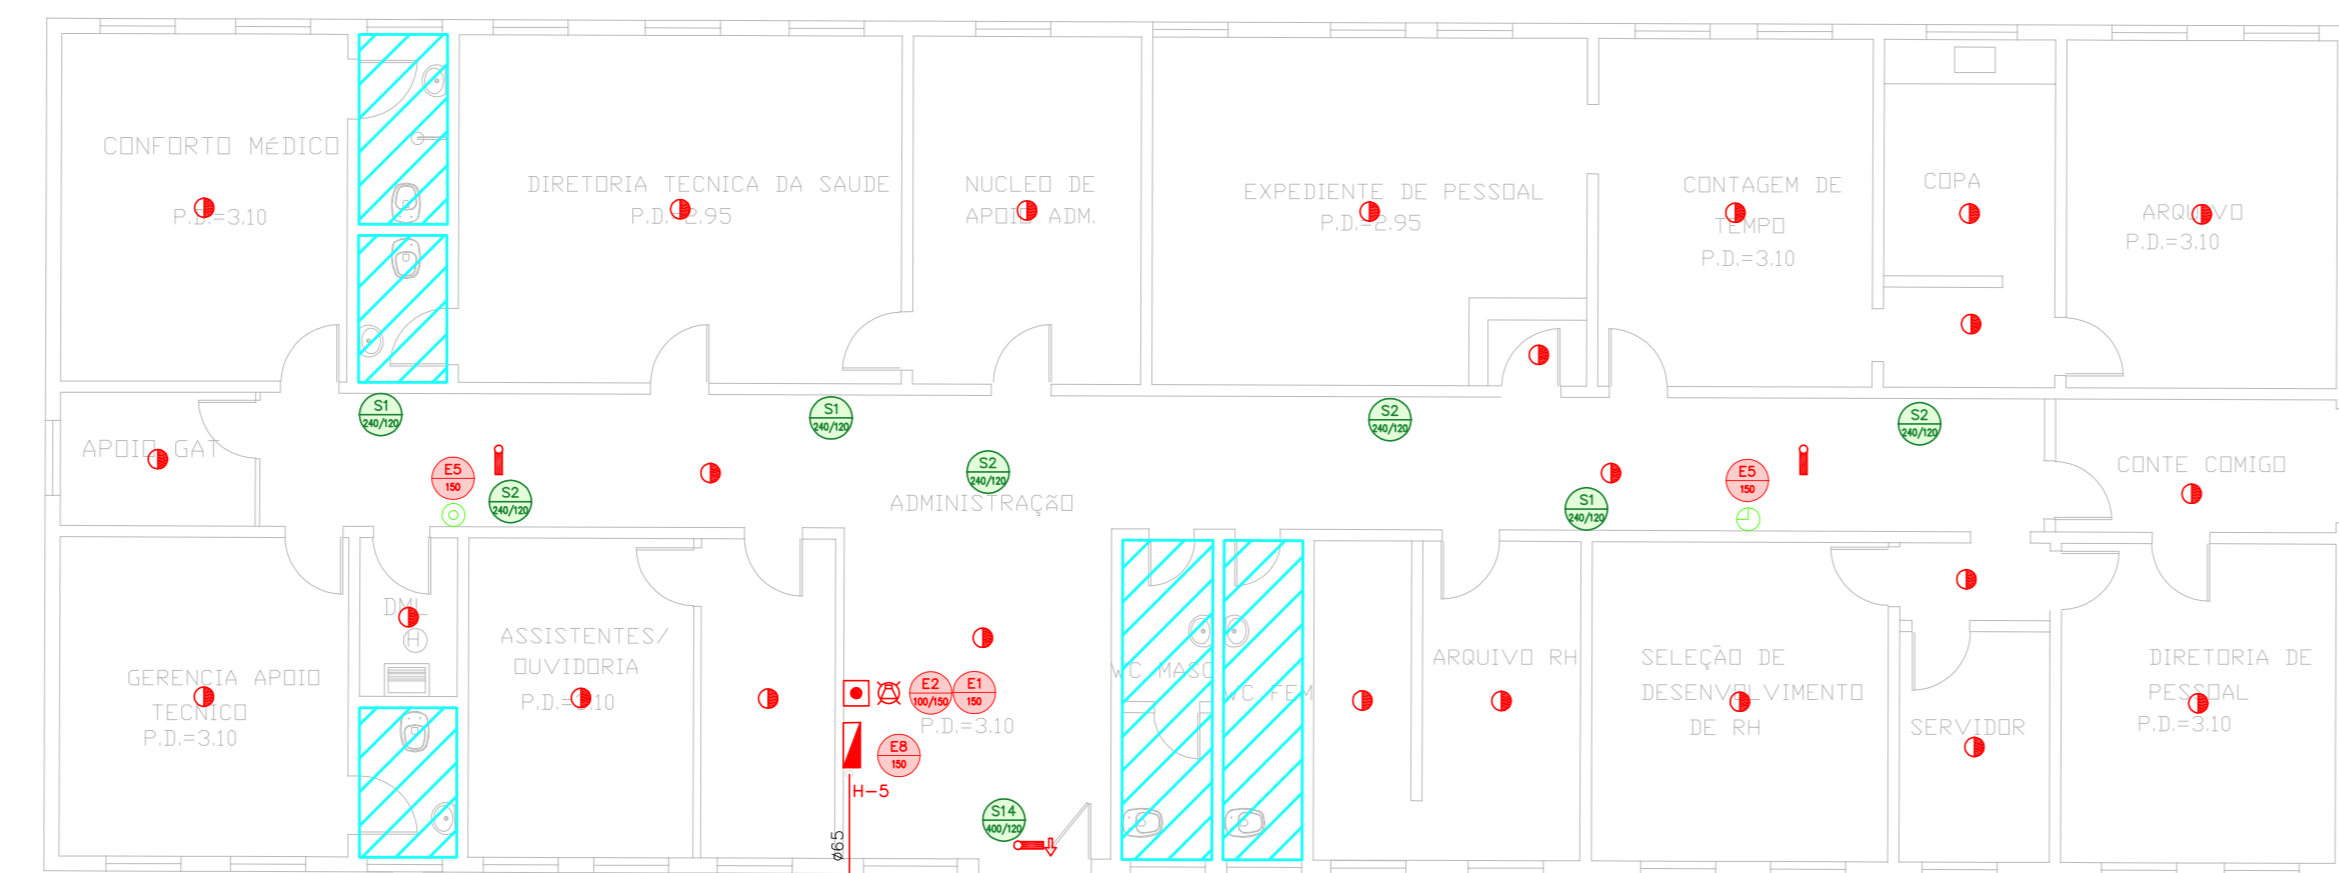 CONFORTO MÉDICO
P.D.=3.10
DIRETORIA TECNICA DA SAUDE
P.D.=2.95
NUCLEO DE
APOIO ADM.
EXPEDIENTE DE PESSOAL
P.D.=2.95
CONTAGEM DE
TEMPO
P.D.=3.10
COPA
ARQUIVO
P.D.=3.10
S1
240/120
S1
240/120
S2
240/120
S2
240/120
APOIO GAT
E5
150
S2
240/120
S2
240/120
ADMINISTRAÇÃO
S1
240/120
E5
150
CONTE COMIGO
GERENCIA APOIO
TECNICO
P.D.=3.10
DML
H
ASSISTENTES/
OUVIDORIA
P.D.=3.10
E2
100/150
E1
150
P.D.=3.10
E8
150
H-5
ø65
S14
400/120
WC MASC
WC FEM
ARQUIVO RH
SELEÇÃO DE
DESENVOLVIMENTO
DE RH
SERVIDOR
DIRETORIA DE
PESSOAL
P.D.=3.10